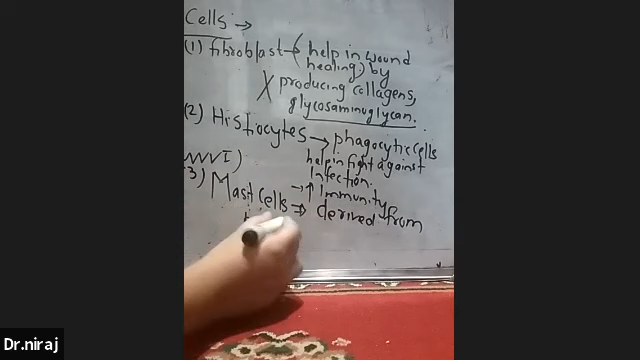 Cells →
(1) fibroblast → (help in wound
healing) by
X producing collagens,
glycosaminoglycan.
(2) Histiocytes → phagocytic cells
help in fight against
Infection.
→ ↑ Immunity
3) Mast cells → derived from
Dr.niraj